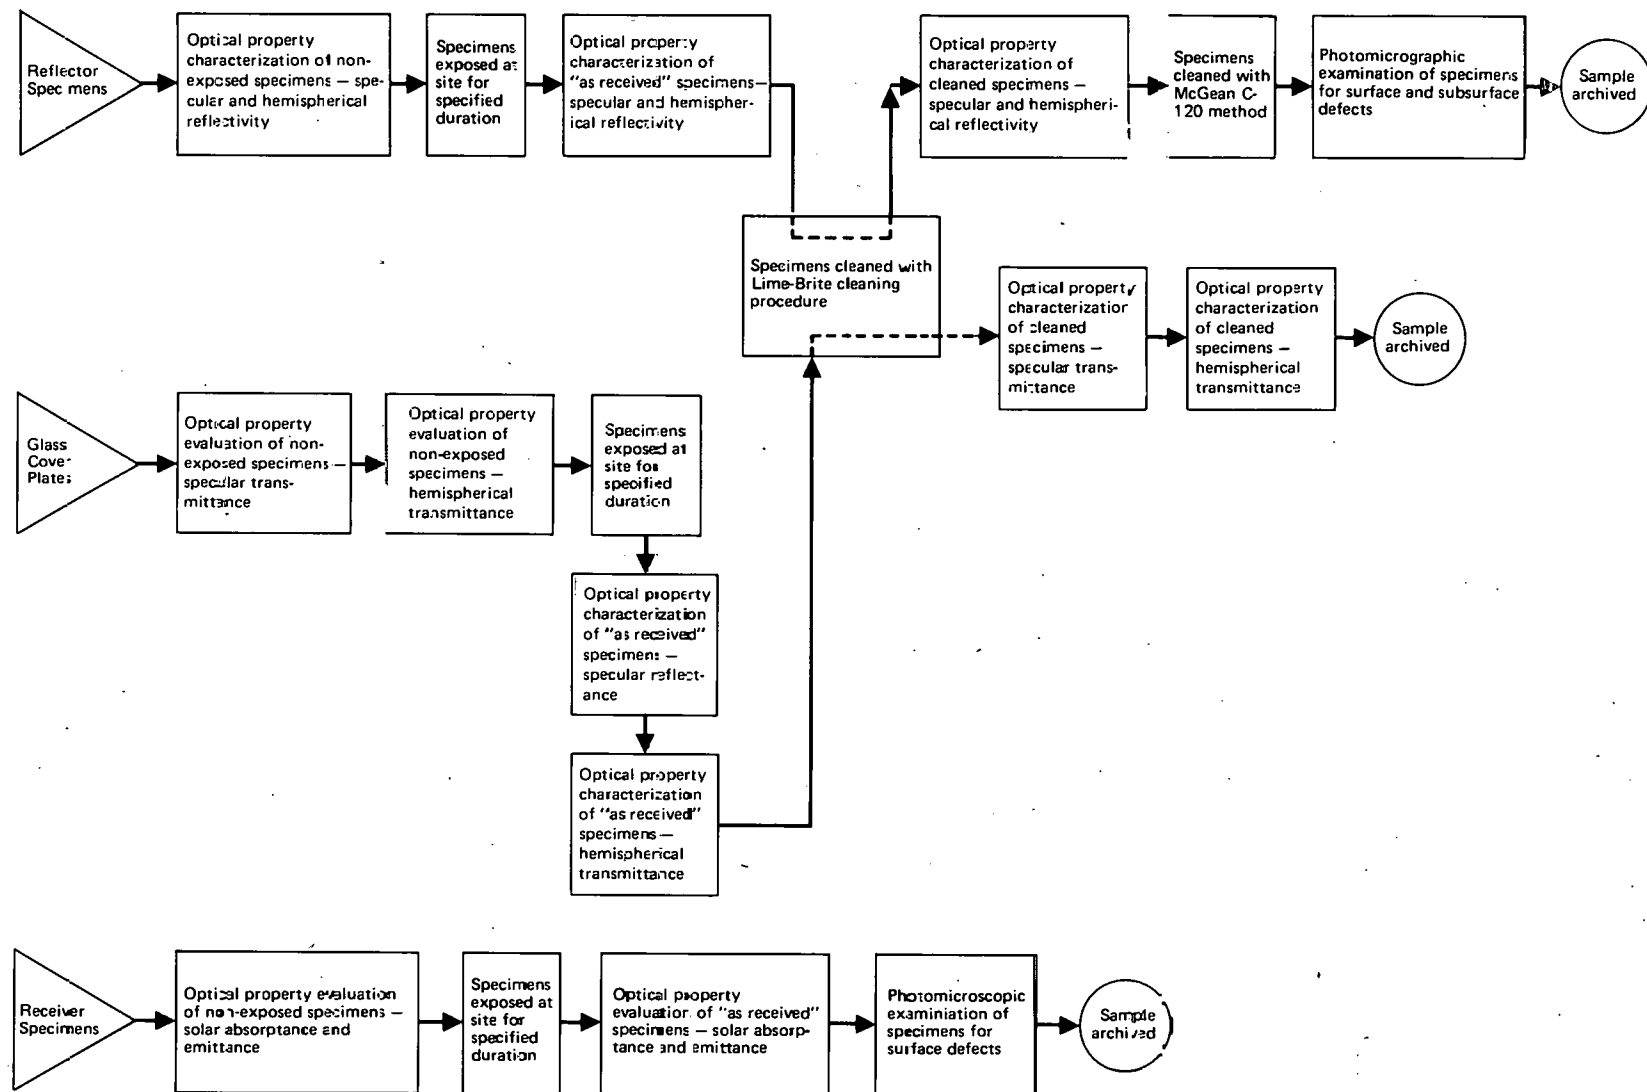 Reflector
Specimens
Optical property
characterization of non-
exposed specimens — spe-
cular and hemispherical
reflectivity
Specimens
exposed at
site for
specified
duration
Optical property
characterization of
"as received" specimens—
specular and hemispher-
ical reflectivity
Optical property
characterization of
cleaned specimens —
specular and hemispheri-
cal reflectivity
Specimens
cleaned with
McGean C-
120 method
Photomicrographic
examination of specimens
for surface and subsurface
defects
Sample
archived
Specimens cleaned with
Lime-Brite cleaning
procedure
Optical property
characterization
of cleaned
specimens —
specular trans-
mittance
Optical property
characterization
of cleaned
specimens —
hemispherical
transmittance
Sample
archived
Glass
Cover
Plates
Optical property
evaluation of non-
exposed specimens —
specular trans-
mittance
Optical property
evaluation of
non-exposed
specimens —
hemispherical
transmittance
Specimens
exposed at
site for
specified
duration
Optical property
characterization
of "as received"
specimens —
specular reflect-
ance
Optical property
characterization
of "as received"
specimens —
hemispherical
transmittance
Receiver
Specimens
Optical property evaluation
of non-exposed specimens —
solar absorptance and
emittance
Specimens
exposed at
site for
specified
duration
Optical property
evaluation of "as received"
specimens — solar absorp-
tance and emittance
Photomicroscopic
examiniation of
specimens for
surface defects
Sample
archived